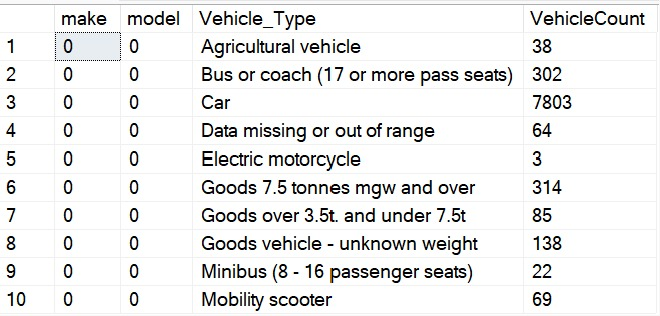 make model Vehicle_Type VehicleCount
1 0 0 Agricultural vehicle 38
2 0 0 Bus or coach (17 or more pass seats) 302
3 0 0 Car 7803
4 0 0 Data missing or out of range 64
5 0 0 Electric motorcycle 3
6 0 0 Goods 7.5 tonnes mgw and over 314
7 0 0 Goods over 3.5t. and under 7.5t 85
8 0 0 Goods vehicle - unknown weight 138
9 0 0 Minibus (8 - 16 passenger seats) 22
10 0 0 Mobility scooter 69